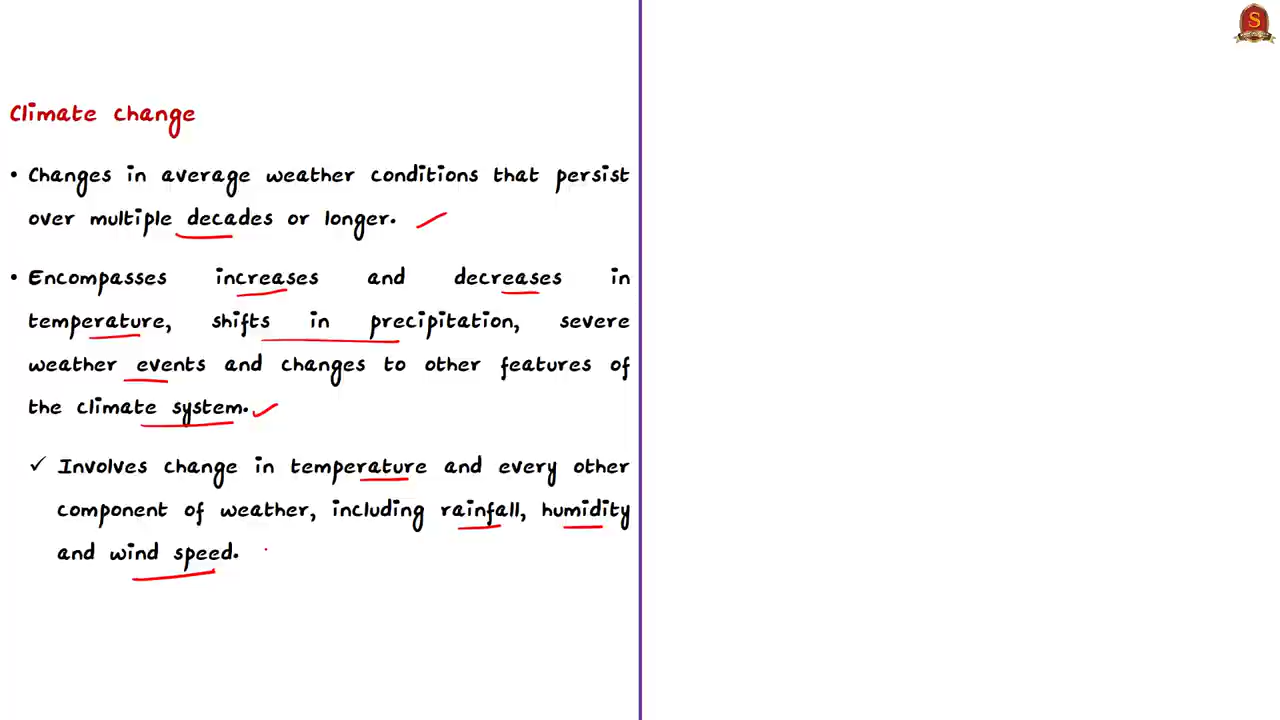 S
Climate change
• Changes in average weather conditions that persist
over multiple decades or longer.
• Encompasses increases and decreases in
temperature, shifts in precipitation, severe
weather events and changes to other features of
the climate system.
✓ Involves change in temperature and every other
component of weather, including rainfall, humidity
and wind speed.